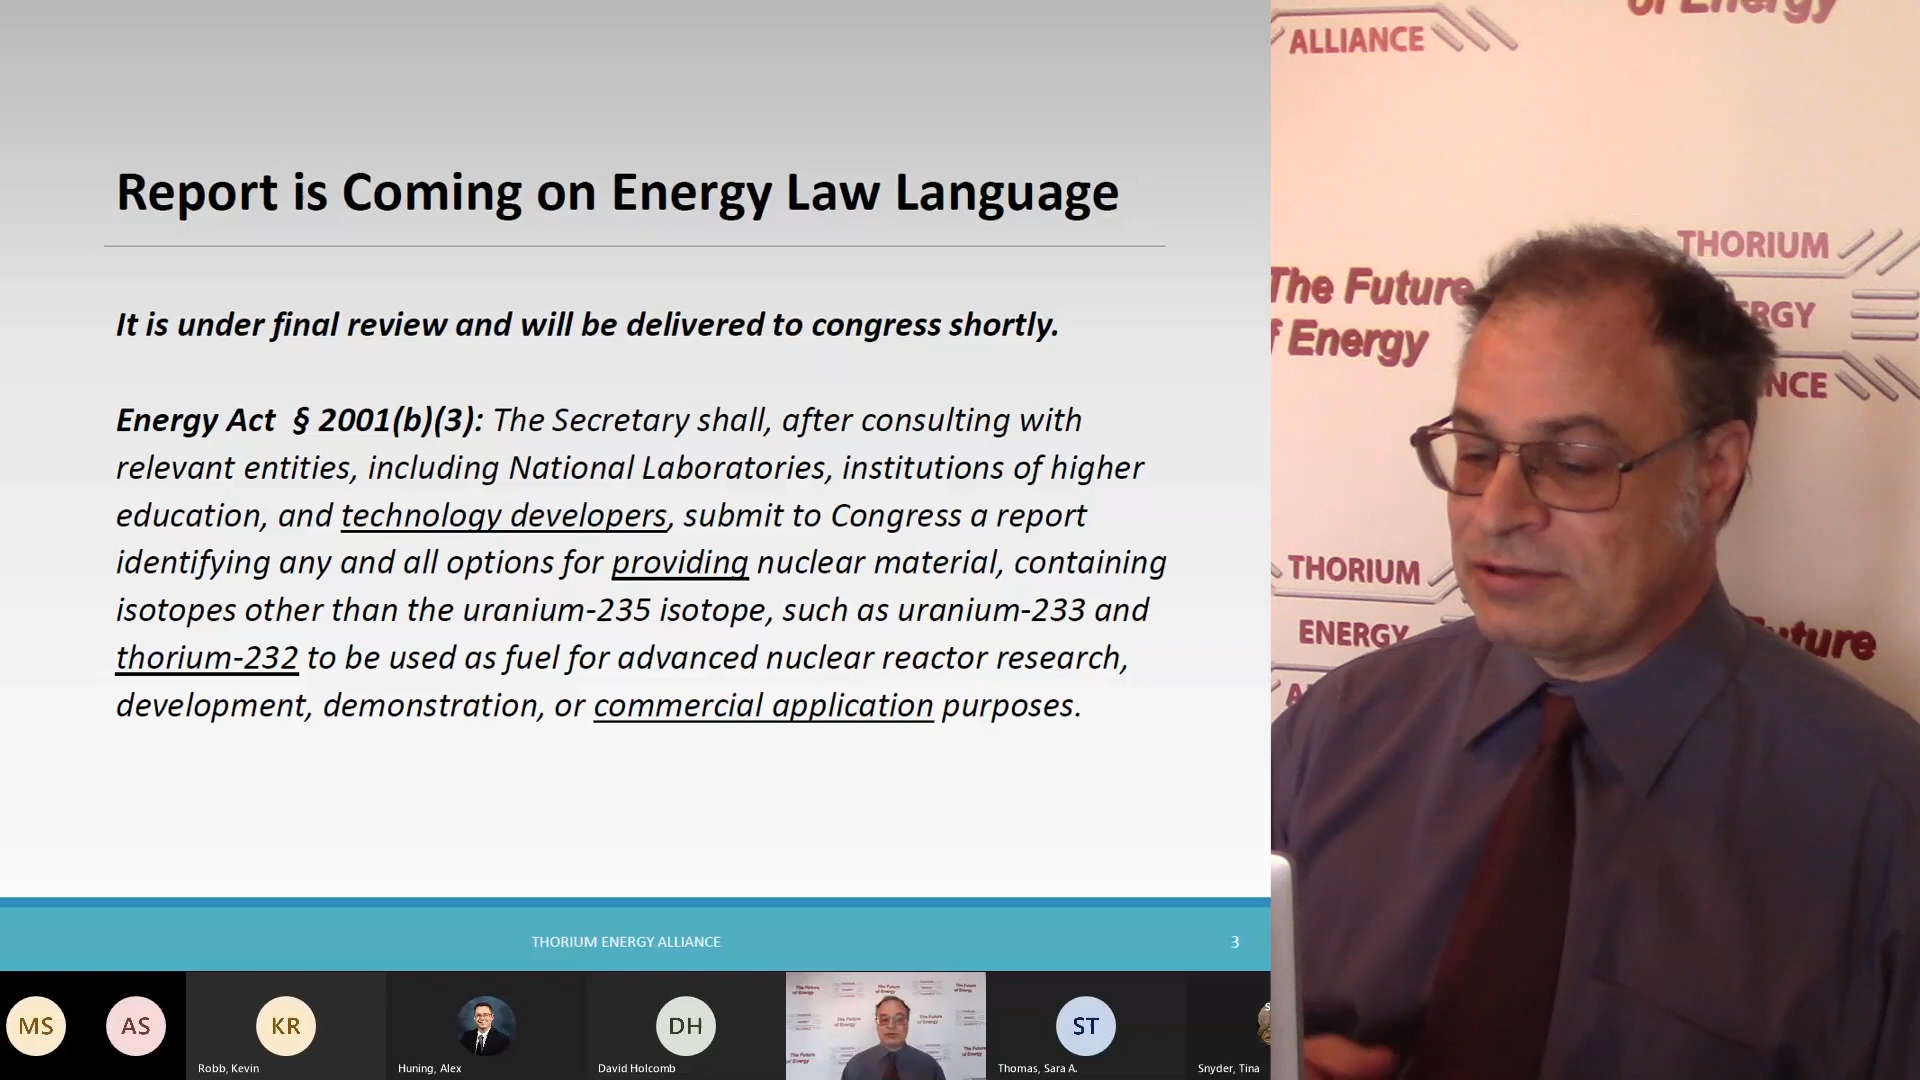 Report is Coming on Energy Law Language
It is under final review and will be delivered to congress shortly.
Energy Act § 2001(b)(3): The Secretary shall, after consulting with
relevant entities, including National Laboratories, institutions of higher
education, and technology developers, submit to Congress a report
identifying any and all options for providing nuclear material, containing
isotopes other than the uranium-235 isotope, such as uranium-233 and
thorium-232 to be used as fuel for advanced nuclear reactor research,
development, demonstration, or commercial application purposes.
THORIUM ENERGY ALLIANCE
3
MS
AS
KR
Robb, Kevin
Huning, Alex
DH
David Holcomb
ST
Thomas, Sara A.
Snyder, Tina
of Energy
ALLIANCE
THORIUM
The Future
Energy
THORIUM
ENERGY